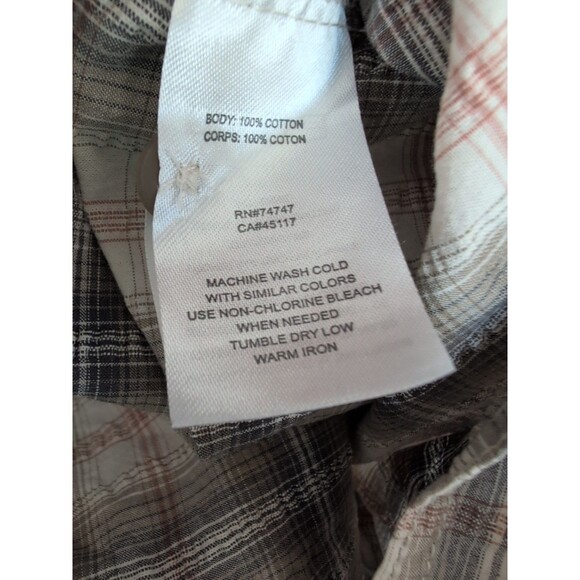 BODY: 100% COTTON
CORPS: 100% COTON
RN#74747
CA#45117
MACHINE WASH COLD
WITH SIMILAR COLORS
USE NON-CHLORINE BLEACH
WHEN NEEDED
TUMBLE DRY LOW
WARM IRON